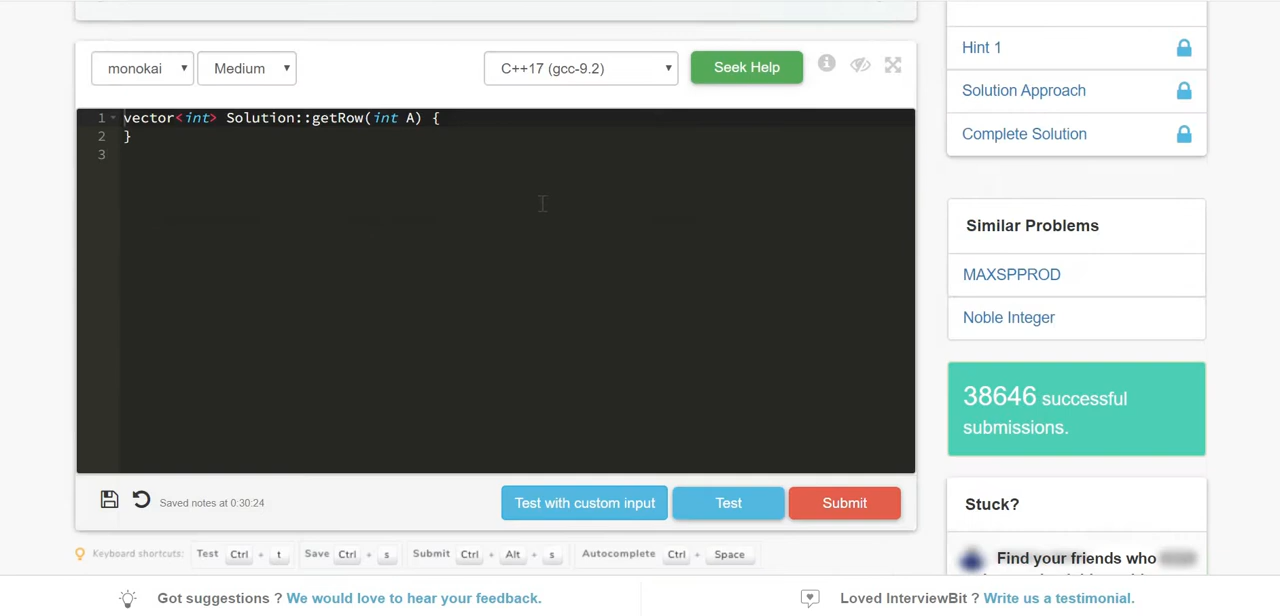 Hint 1
Solution Approach
Complete Solution
monokai
Medium
C++17 (gcc-9.2)
Seek Help
1 vector<int> Solution::getRow(int A) {
2 }
3
Similar Problems
MAXSPPROD
Noble Integer
38646 successful
submissions.
Saved notes at 0:30:24
Test with custom input
Test
Submit
Stuck?
Keyboard shortcuts: Test Ctrl + t Save Ctrl + s Submit Ctrl + Alt + s Autocomplete Ctrl + Space
Find your friends who
Got suggestions ? We would love to hear your feedback.
Loved InterviewBit ? Write us a testimonial.